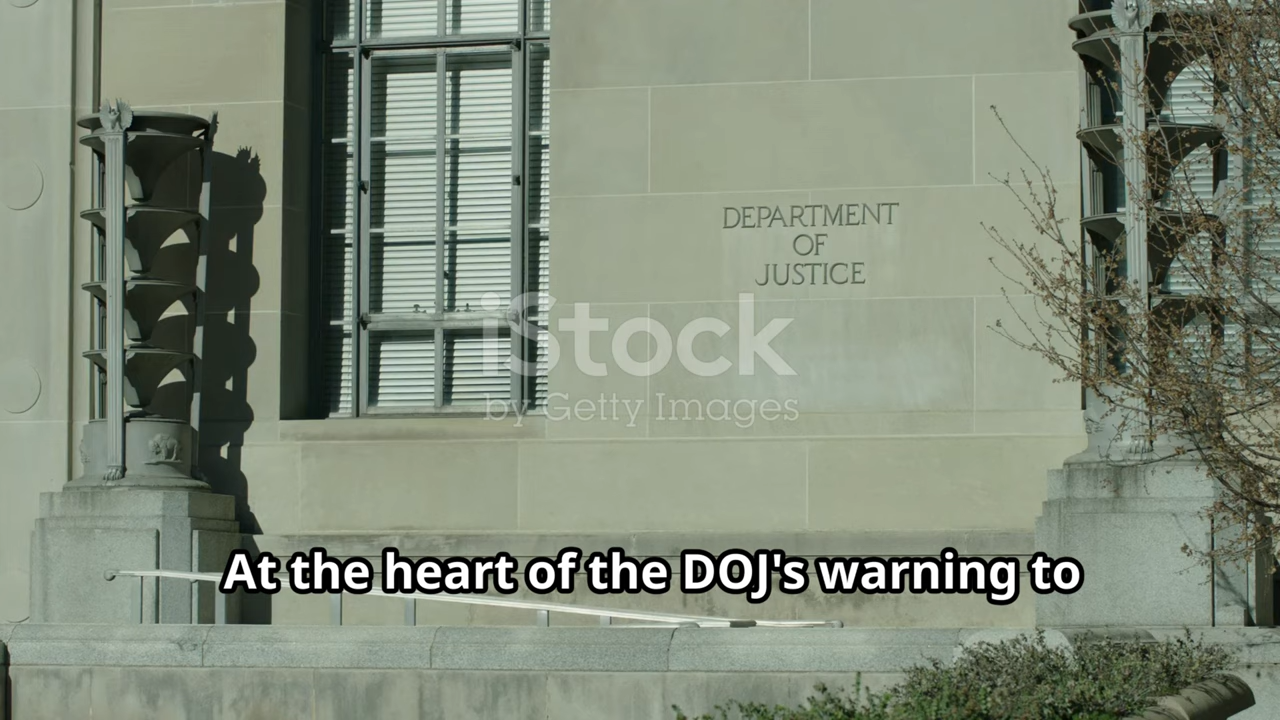 DEPARTMENT
OF
JUSTICE
iStock
by Getty Images
At the heart of the DOJ's warning to